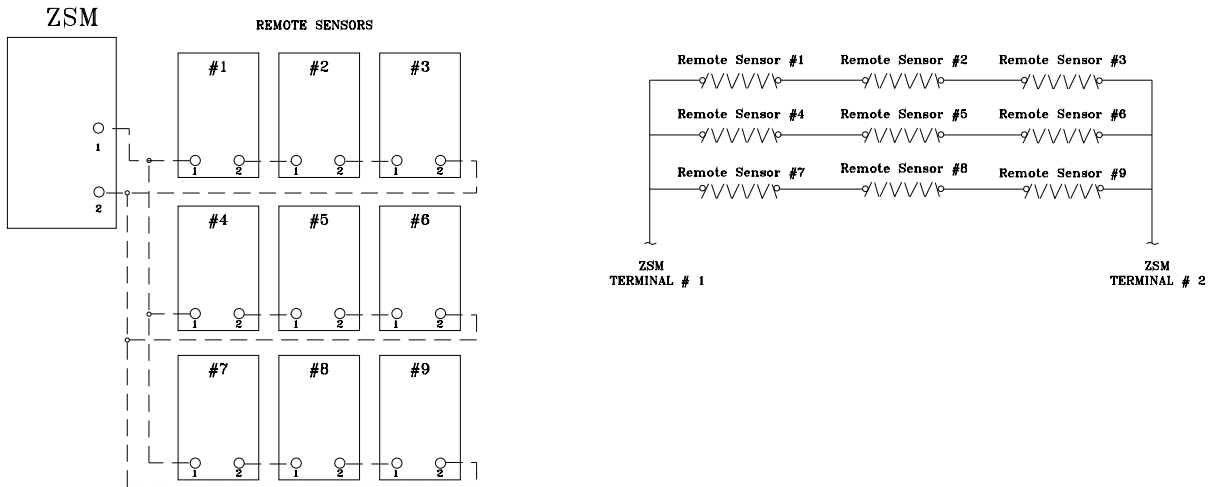 ZSM
REMOTE SENSORS
#1 #2 #3
1
1 2 1 2 1 2
2
#4 #5 #6
1 2 1 2 1 2
#7 #8 #9
1 2 1 2 1 2
Remote Sensor #1 Remote Sensor #2 Remote Sensor #3
Remote Sensor #4 Remote Sensor #5 Remote Sensor #6
Remote Sensor #7 Remote Sensor #8 Remote Sensor #9
ZSM
TERMINAL # 1
ZSM
TERMINAL # 2